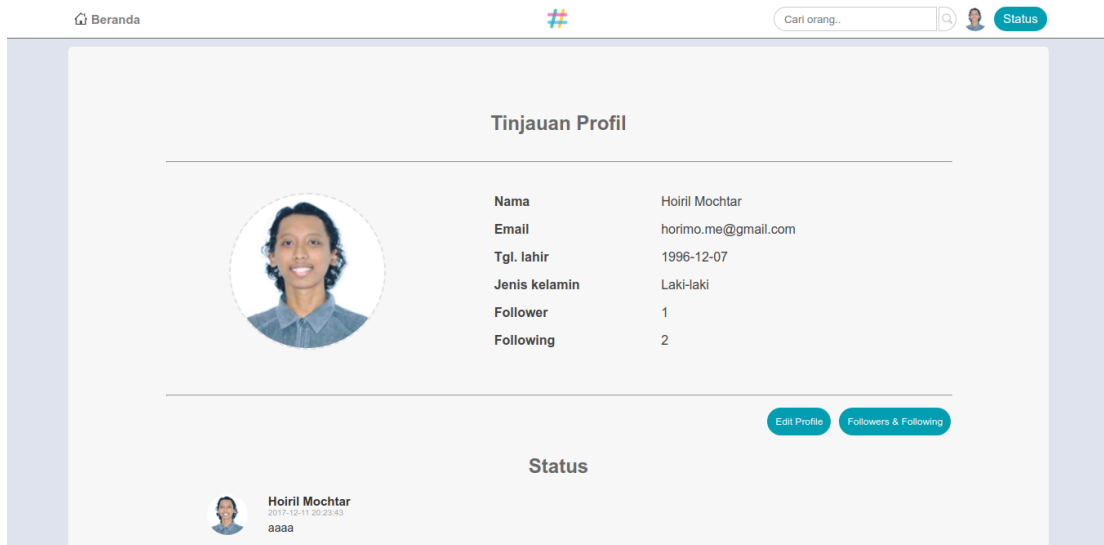 Beranda
Cari orang..
Status
Tinjauan Profil
Nama Hoiril Mochtar
Email horimo.me@gmail.com
Tgl. lahir 1996-12-07
Jenis kelamin Laki-laki
Follower 1
Following 2
Edit Profile Followers & Following
Status
Hoiril Mochtar
2017-12-11 20:23:43
aaaa